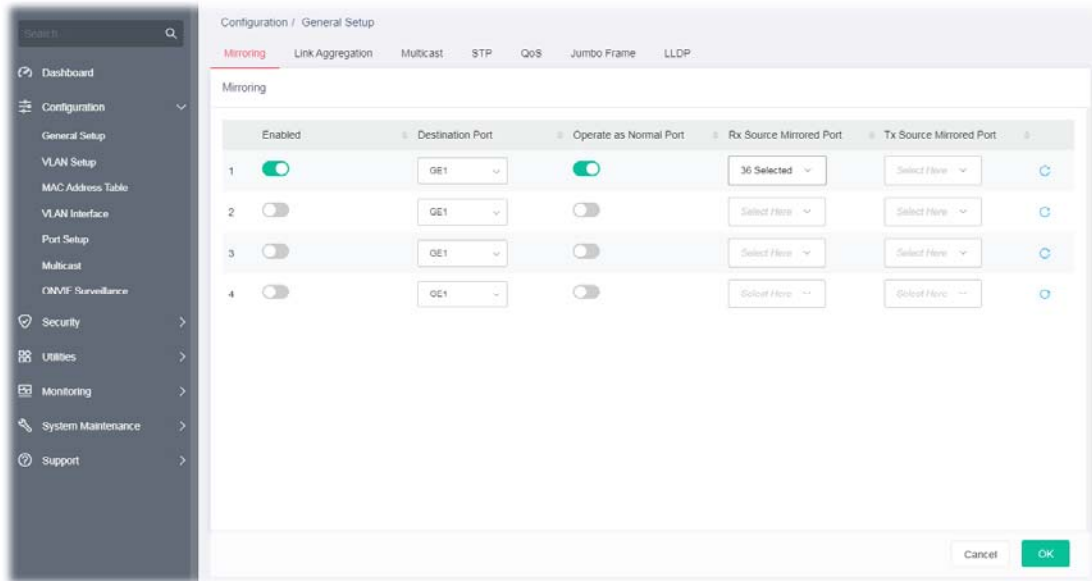 Search
Dashboard
Configuration
General Setup
VLAN Setup
MAC Address Table
VLAN Interface
Port Setup
Multicast
ONVIF Surveillance
Security
Utilities
Monitoring
System Maintenance
Support
Configuration / General Setup
Mirroring Link Aggregation Multicast STP QoS Jumbo Frame LLDP
Mirroring
Enabled Destination Port Operate as Normal Port Rx Source Mirrored Port Tx Source Mirrored Port
1 GE1 36 Selected Select Here
2 GE1 Select Here Select Here
3 GE1 Select Here Select Here
4 GE1 Select Here Select Here
Cancel OK